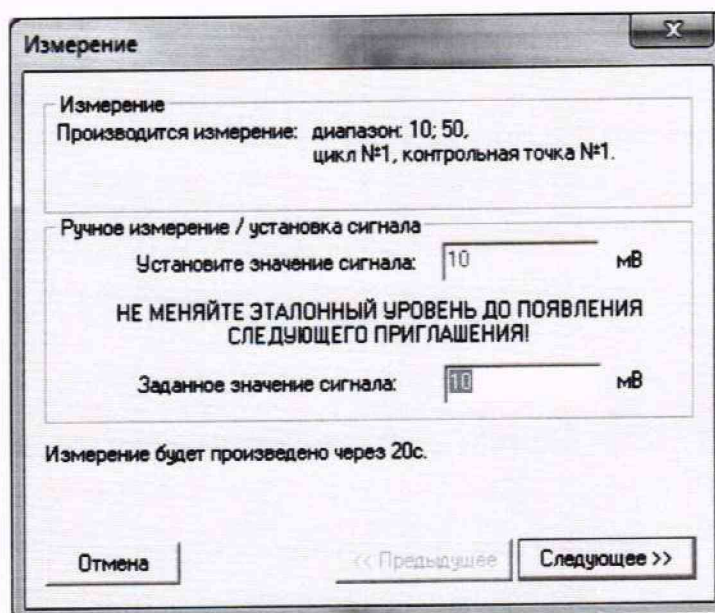 Измерение
Измерение
Производится измерение: диапазон: 10; 50,
цикл №1, контрольная точка №1.
Ручное измерение / установка сигнала
Установите значение сигнала: 10 мВ
НЕ МЕНЯЙТЕ ЭТАЛОННЫЙ УРОВЕНЬ ДО ПОЯВЛЕНИЯ
СЛЕДУЮЩЕГО ПРИГЛАШЕНИЯ!
Заданное значение сигнала: 10 мВ
Измерение будет произведено через 20с.
Отмена << Предыдущее Следующее >>